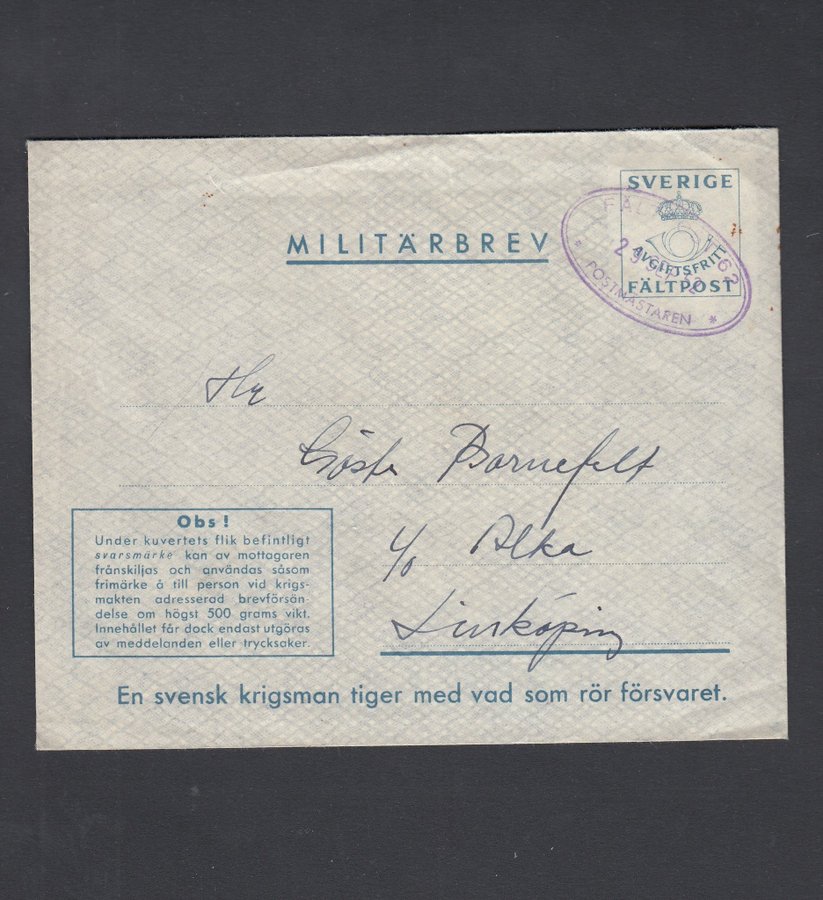 MILITÄRBREV
SVERIGE
AVGIFTSFRITT
FÄLTPOST
62
POSTMÄSTAREN
Hr
Gösta Barnefelt
c/o Alka
Linköping
Obs!
Under kuvertets flik befintligt
svarsmärke kan av mottagaren
frånskiljas och användas såsom
frimärke å till person vid krigs-
makten adresserad brevförsän-
delse om högst 500 grams vikt.
Innehållet får dock endast utgöras
av meddelanden eller trycksaker.
En svensk krigsman tiger med vad som rör försvaret.